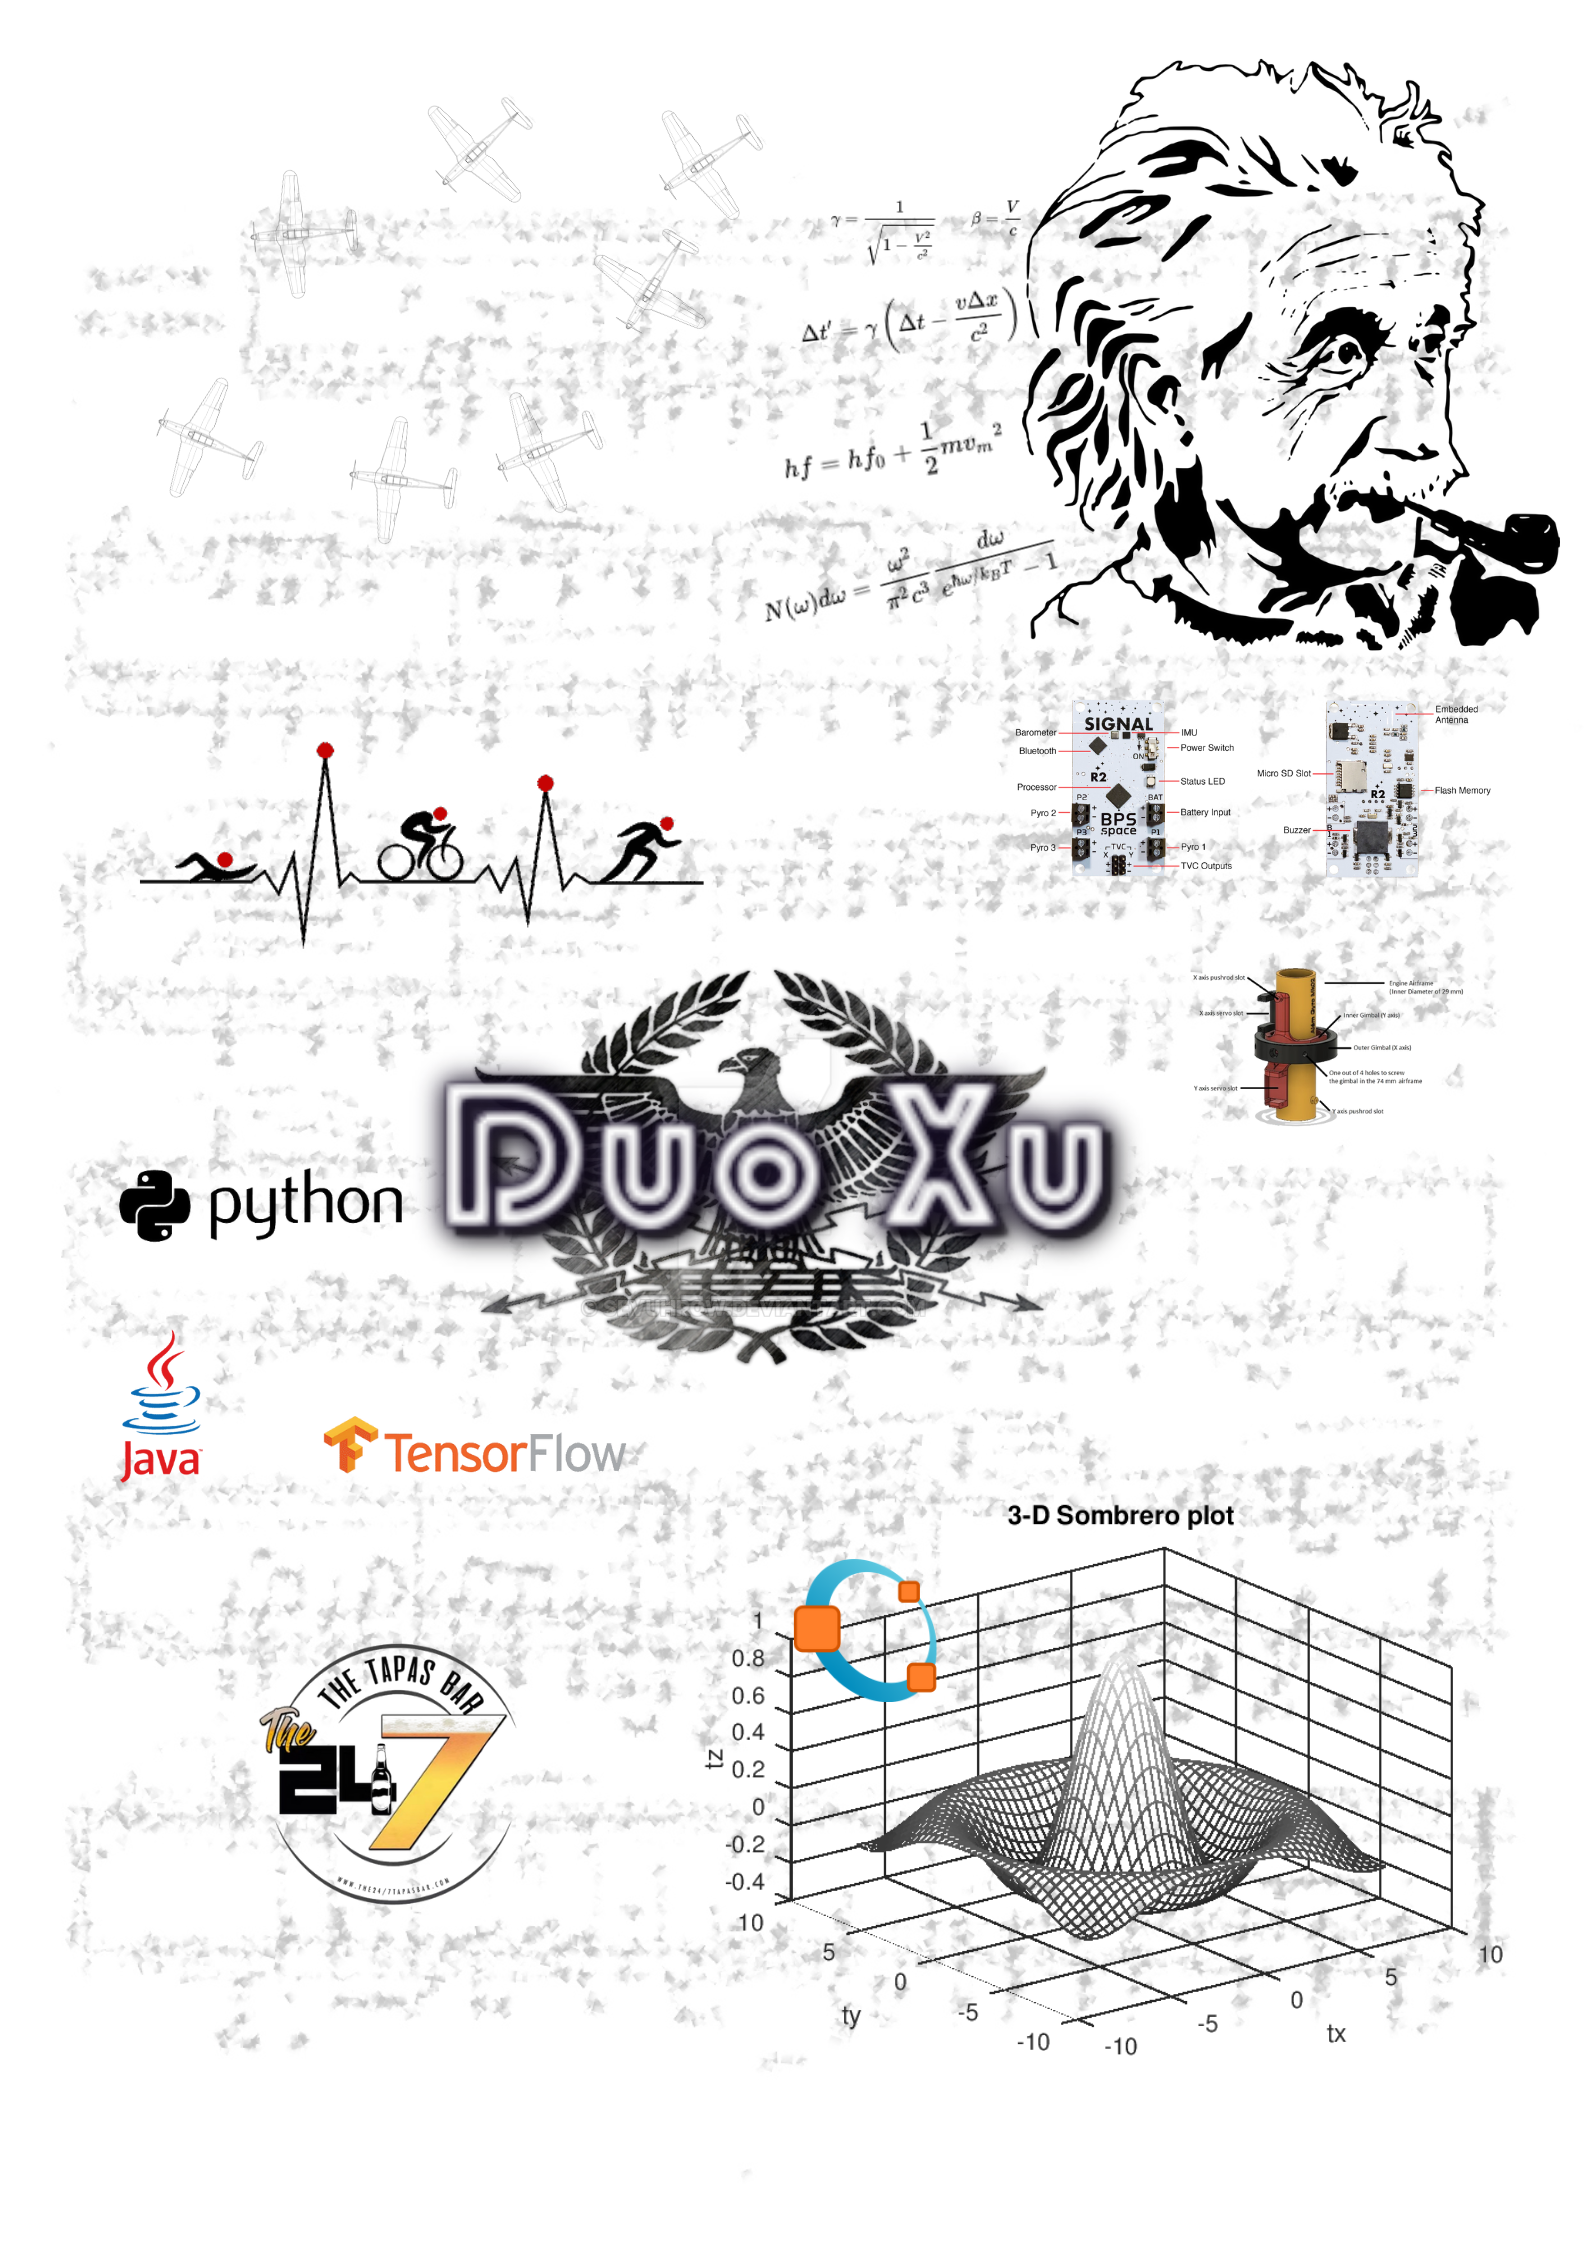 γ = 1 / √(1 − V²/c²)   β = V/c
Δt′ = γ(Δt − vΔx/c²)
hf = hf₀ + 1/2 mvₘ²
N(ω)dω = ω²/π²c³ dω/(e^(ħω/k_BT) − 1)
SIGNAL
Barometer
IMU
Bluetooth
Power Switch
ON
R2
Status LED
Processor
P2
BAT
Pyro 2
Battery Input
BPS
space
P3
P1
Pyro 3
TVC
X
Y
Pyro 1
TVC Outputs
Embedded
Antenna
Micro SD Slot
R2
Flash Memory
Buzzer
X axis pushrod slot
Engine Airframe
(Inner Diameter of 29 mm)
X axis servo slot
Inner Gimbal (Y axis)
Outer Gimbal (X axis)
One out of 4 holes to screw
the gimbal in the 74 mm airframe
Y axis servo slot
Y axis pushrod slot
Duo Xu
python
Java
TensorFlow
THE TAPAS BAR
The
24 7
WWW.THE24/7TAPASBAR.COM
3-D Sombrero plot
1
0.8
0.6
0.4
tz
0.2
0
-0.2
-0.4
10
5
0
-5
-10
ty
-10
-5
0
5
10
tx